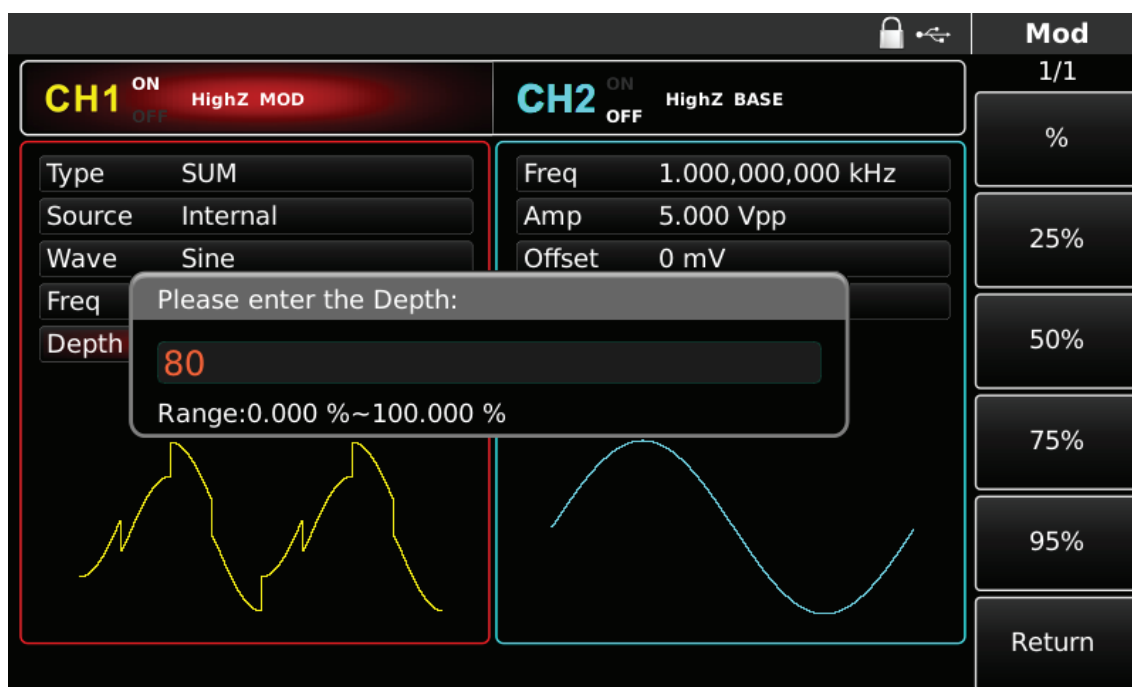 Mod
1/1
CH1 ON OFF HighZ MOD
CH2 ON OFF HighZ BASE
Type SUM
Source Internal
Wave Sine
Freq
Depth
Freq 1.000,000,000 kHz
Amp 5.000 Vpp
Offset 0 mV
Please enter the Depth:
80
Range:0.000 %~100.000 %
%
25%
50%
75%
95%
Return